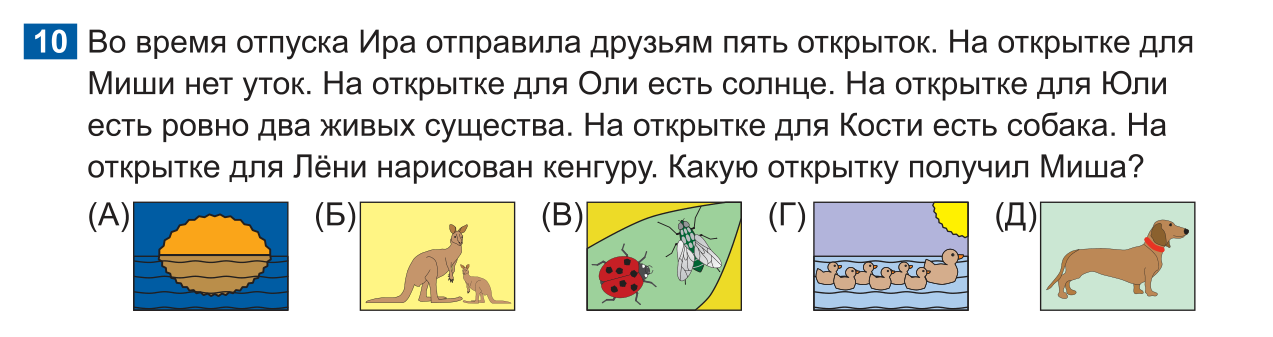 10 Во время отпуска Ира отправила друзьям пять открыток. На открытке для
Миши нет уток. На открытке для Оли есть солнце. На открытке для Юли
есть ровно два живых существа. На открытке для Кости есть собака. На
открытке для Лёни нарисован кенгуру. Какую открытку получил Миша?
(А) (Б) (В) (Г) (Д)